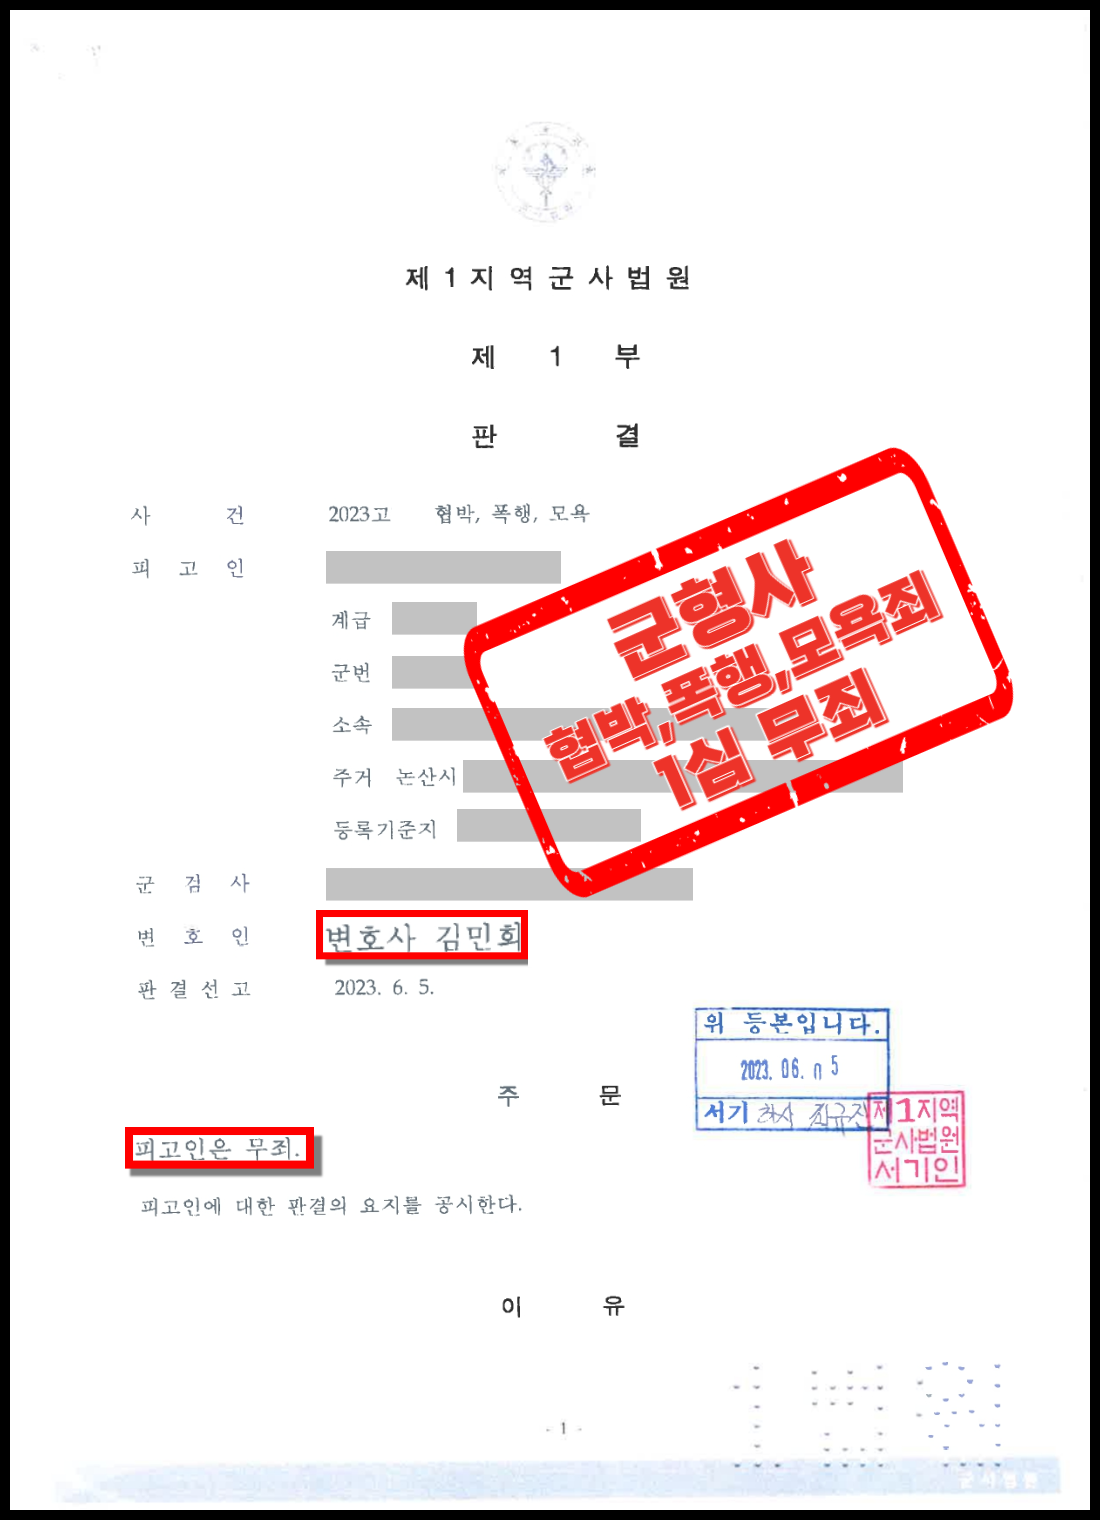 제 1 지 역 군 사 법 원
제 1 부
판 결
사 건 2023고 협박, 폭행, 모욕
피 고 인
계급
군번
소속
주거 논산시
등록기준지
군형사
협박,폭행,모욕죄
1심 무죄
군 검 사
변 호 인 변호사 김민희
판 결 선 고 2023. 6. 5.
위 등본입니다.
2023. 06. 05
서기
제1지역
군사법원
서기인
주 문
피고인은 무죄.
피고인에 대한 판결의 요지를 공시한다.
이 유
- 1 -
군사법원